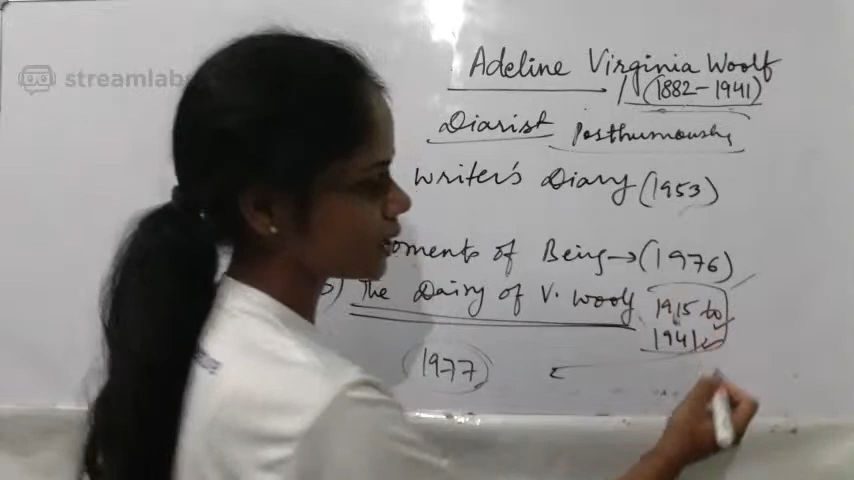 streamlabs
Adeline Virginia Woolf
(1882-1941)
Diarist Posthumously
Writer's Diary (1953)
oments of Being → (1976)
The Dairy of V. Woolf 1915 to
1941
1977